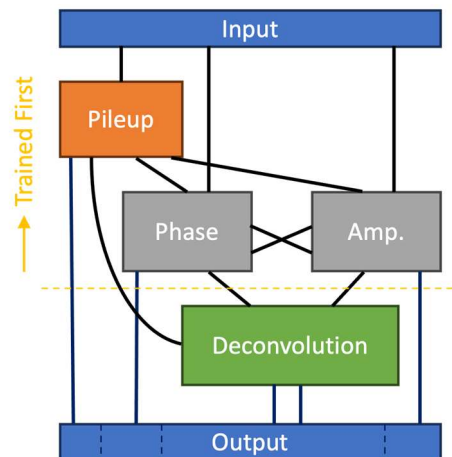 Input
Pileup
Trained First
Phase
Amp.
Deconvolution
Output